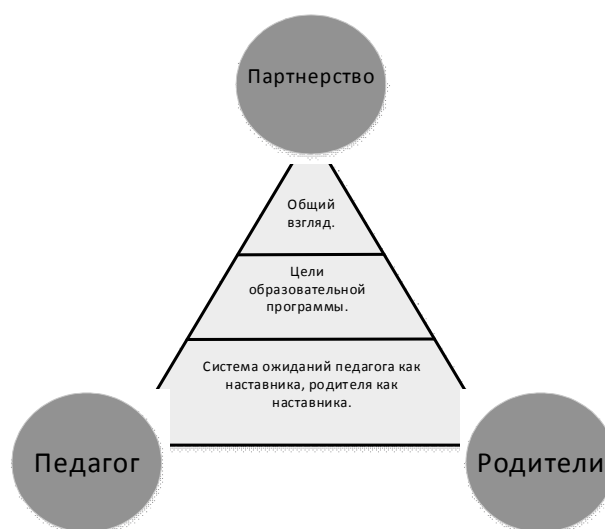 Партнерство
Общий
взгляд.
Цели
образовательной
программы.
Система ожиданий педагога как
наставника, родителя как
наставника.
Педагог
Родители